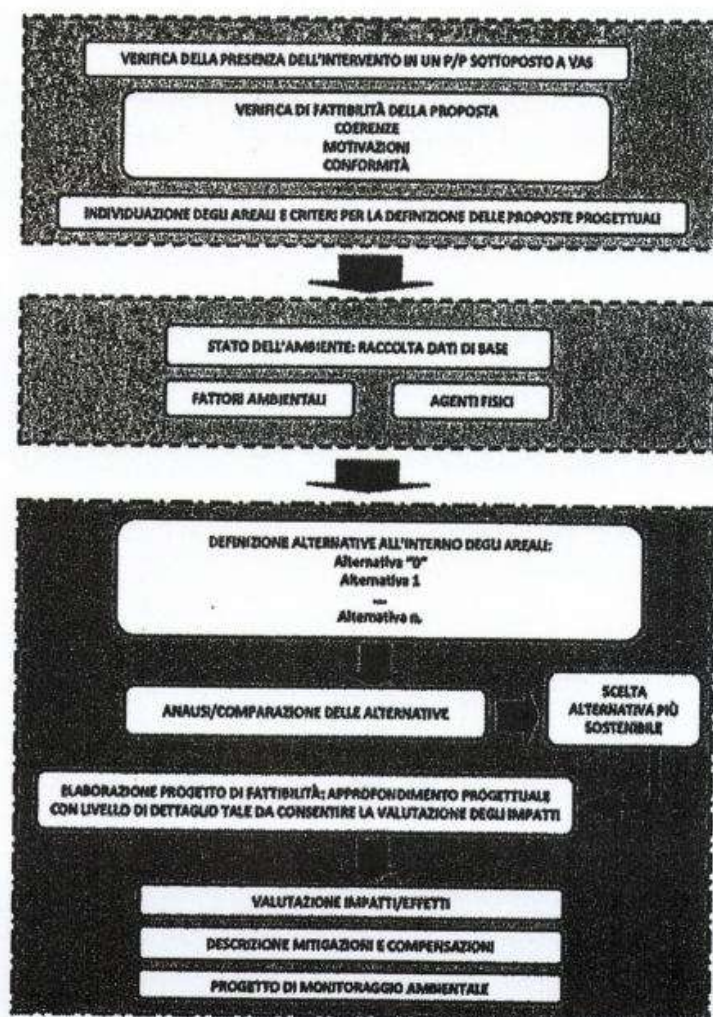 VERIFICA DELLA PRESENZA DELL'INTERVENTO IN UN P/P SOTTOPOSTO A VAS
VERIFICA DI FATTIBILITÀ DELLA PROPOSTA
COERENZE
MOTIVAZIONI
CONFORMITÀ
INDIVIDUAZIONE DEGLI AREALI E CRITERI PER LA DEFINIZIONE DELLE PROPOSTE PROGETTUALI
STATO DELL'AMBIENTE: RACCOLTA DATI DI BASE
FATTORI AMBIENTALI
AGENTI FISICI
DEFINIZIONE ALTERNATIVE ALL'INTERNO DEGLI AREALI:
Alternativa "0"
Alternativa 1
....
Alternativa n.
ANALISI/COMPARAZIONE DELLE ALTERNATIVE
SCELTA
ALTERNATIVA PIÙ
SOSTENIBILE
ELABORAZIONE PROGETTO DI FATTIBILITÀ: APPROFONDIMENTO PROGETTUALE
CON LIVELLO DI DETTAGLIO TALE DA CONSENTIRE LA VALUTAZIONE DEGLI IMPATTI
VALUTAZIONE IMPATTI/EFFETTI
DESCRIZIONE MITIGAZIONI E COMPENSAZIONI
PROGETTO DI MONITORAGGIO AMBIENTALE